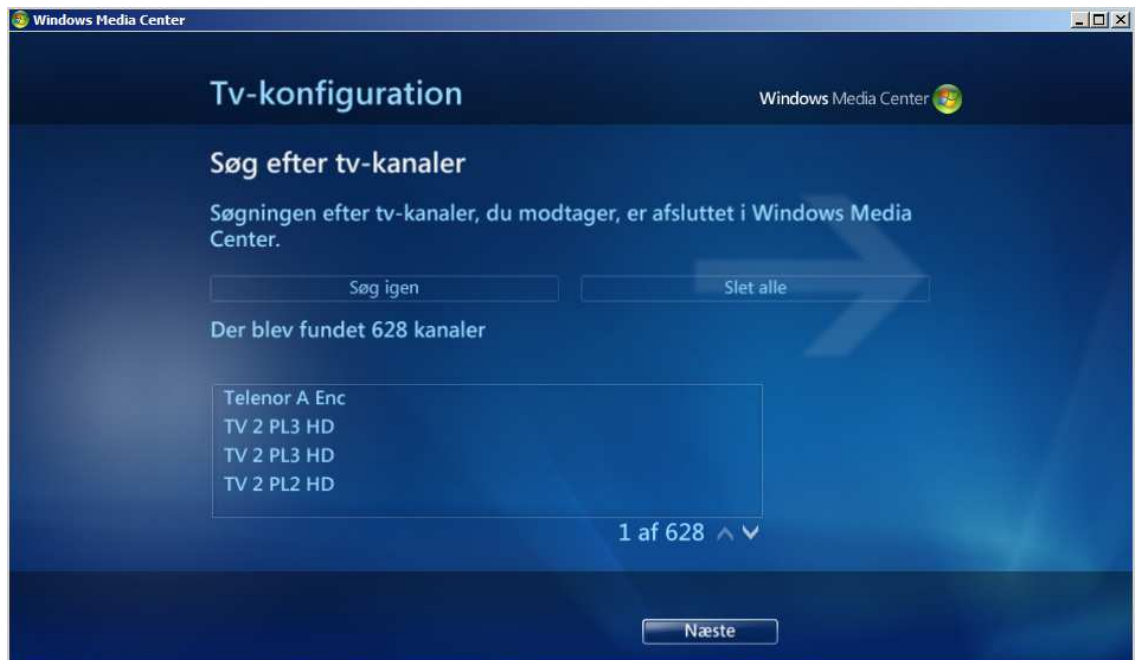 Windows Media Center
Tv-konfiguration
Windows Media Center
Søg efter tv-kanaler
Søgningen efter tv-kanaler, du modtager, er afsluttet i Windows Media
Center.
Søg igen
Slet alle
Der blev fundet 628 kanaler
Telenor A Enc
TV 2 PL3 HD
TV 2 PL3 HD
TV 2 PL2 HD
1 af 628
Næste